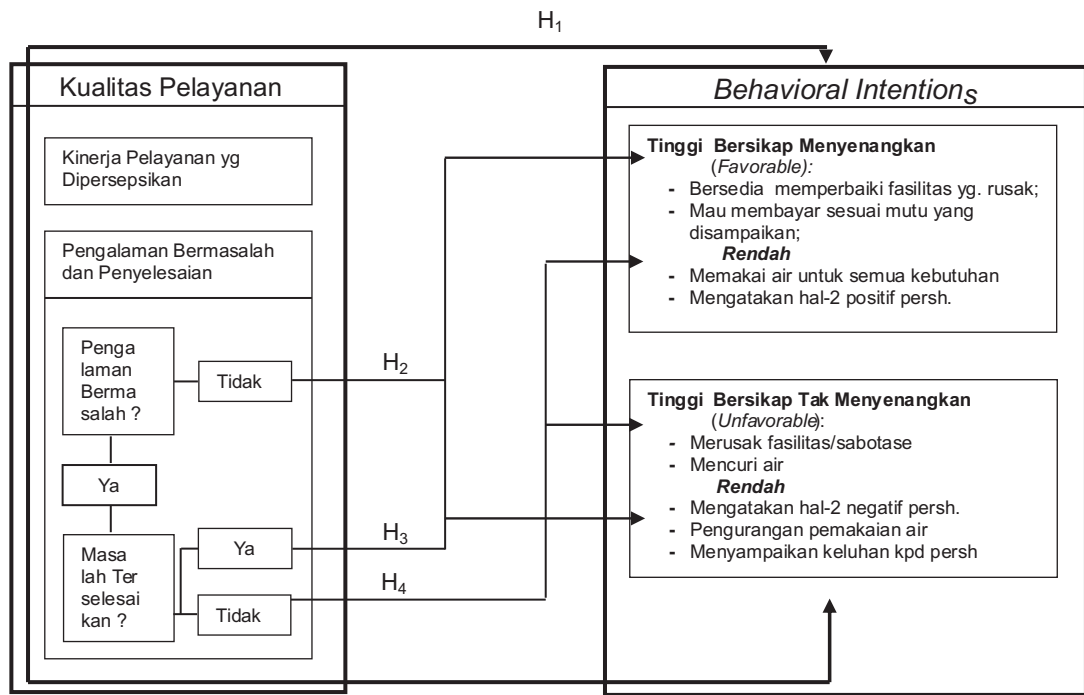 H1
Kualitas Pelayanan
Kinerja Pelayanan yg
Dipersepsikan
Pengalaman Bermasalah
dan Penyelesaian
Penga
laman
Berma
salah ?
Tidak
Ya
Masa
lah Ter
selesai
kan ?
Ya
Tidak
H2
H3
H4
Behavioral Intentions
Tinggi Bersikap Menyenangkan
(Favorable):
- Bersedia memperbaiki fasilitas yg. rusak;
- Mau membayar sesuai mutu yang
disampaikan;
Rendah
- Memakai air untuk semua kebutuhan
- Mengatakan hal-2 positif persh.
Tinggi Bersikap Tak Menyenangkan
(Unfavorable):
- Merusak fasilitas/sabotase
- Mencuri air
Rendah
- Mengatakan hal-2 negatif persh.
- Pengurangan pemakaian air
- Menyampaikan keluhan kpd persh